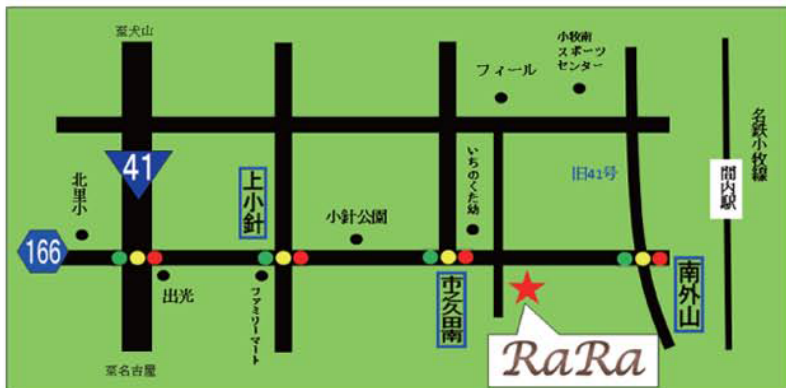 至犬山
小牧南
スポーツ
センター
フィール
名鉄小牧線
41
北里小
上小針
いちのくた幼
旧41号
間内駅
小針公園
166
出光
ファミリーマート
市之久田南
南外山
至名古屋
RaRa